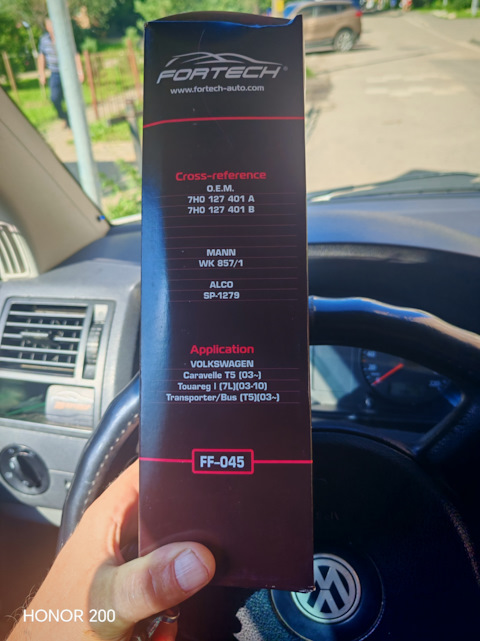 FORTECH®
www.fortech-auto.com
Cross-reference
O.E.M.
7H0 127 401 A
7H0 127 401 B
MANN
WK 857/1
ALCO
SP-1279
Application
VOLKSWAGEN
Caravelle T5 (03~)
Touareg I (7L)(03-10)
Transporter/Bus (T5)(03~)
FF-045
HONOR 200